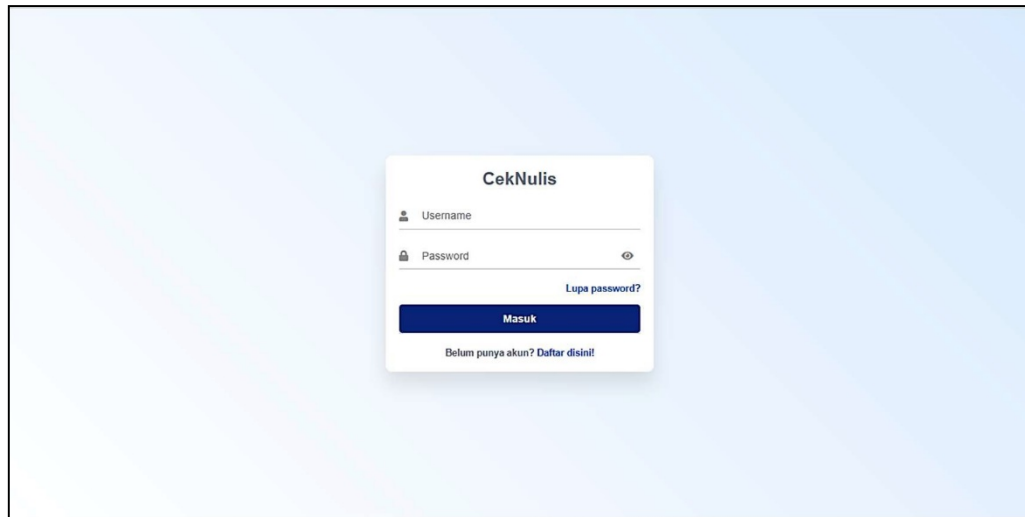 CekNulis
Username
Password
Lupa password?
Masuk
Belum punya akun? Daftar disini!